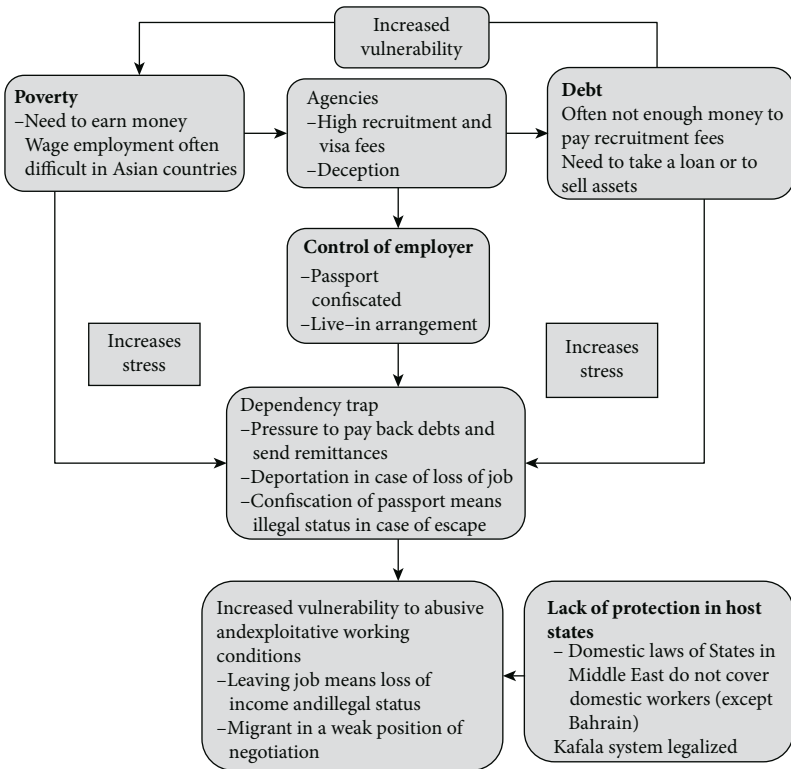 Increased
vulnerability
Poverty
–Need to earn money
Wage employment often
difficult in Asian countries
Agencies
–High recruitment and
visa fees
–Deception
Debt
Often not enough money to
pay recruitment fees
Need to take a loan or to
sell assets
Control of employer
–Passport
confiscated
–Live–in arrangement
Increases
stress
Increases
stress
Dependency trap
–Pressure to pay back debts and
send remittances
–Deportation in case of loss of job
–Confiscation of passport means
illegal status in case of escape
Increased vulnerability to abusive
andexploitative working
conditions
–Leaving job means loss of
income andillegal status
–Migrant in a weak position of
negotiation
Lack of protection in host
states
– Domestic laws of States in
Middle East do not cover
domestic workers (except
Bahrain)
Kafala system legalized